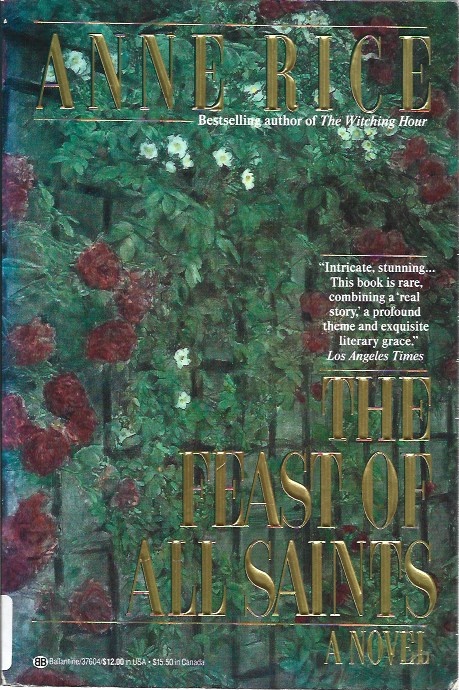 ANNE RICE
Bestselling author of The Witching Hour
“Intricate, stunning...
This book is rare,
combining a ‘real
story,’ a profound
theme and exquisite
literary grace.”
Los Angeles Times
THE
FEAST OF
ALL SAINTS
A NOVEL
BB Ballantine/37604/$12.00 in USA • $15.50 in Canada